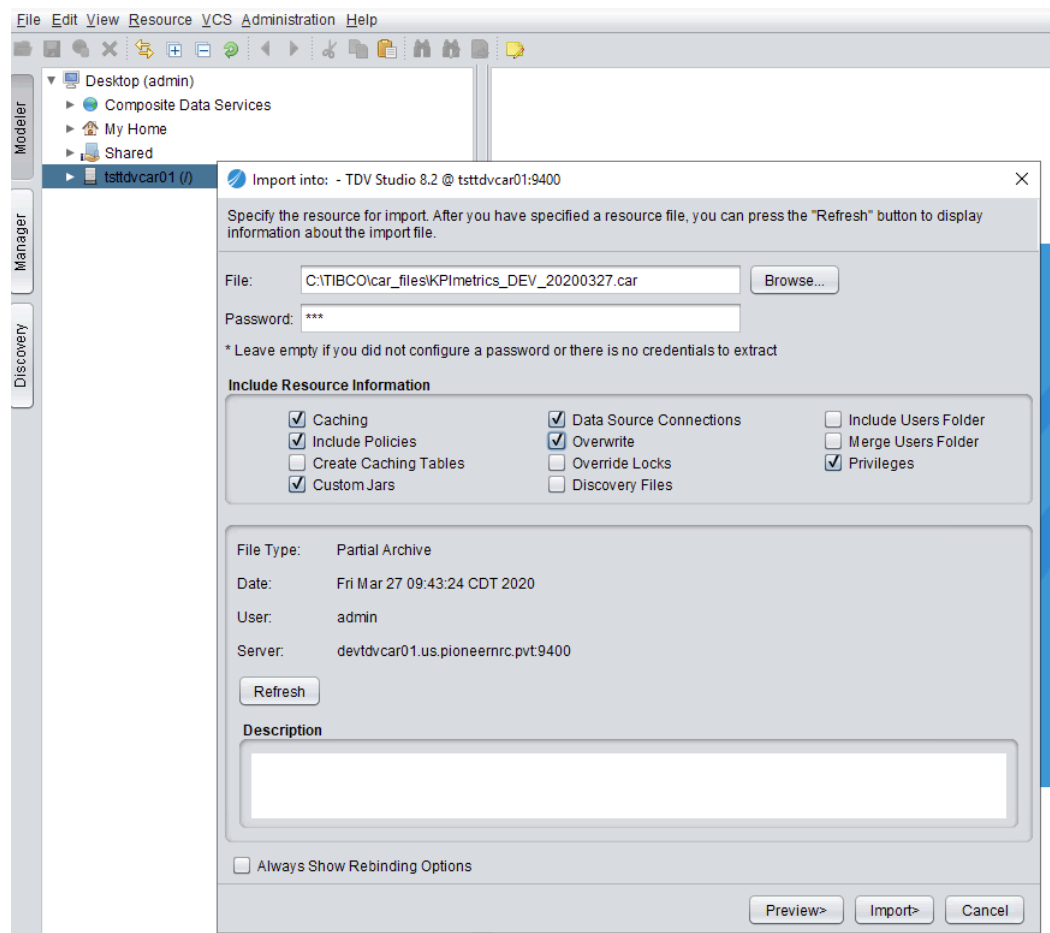 File Edit View Resource VCS Administration Help
Modeler
Manager
Discovery
Desktop (admin)
Composite Data Services
My Home
Shared
tsttdvcar01 (/)
Import into: - TDV Studio 8.2 @ tsttdvcar01:9400
Specify the resource for import. After you have specified a resource file, you can press the "Refresh" button to display
information about the import file.
File: C:\TIBCO\car_files\KPImetrics_DEV_20200327.car Browse...
Password: ***
* Leave empty if you did not configure a password or there is no credentials to extract
Include Resource Information
Caching Data Source Connections Include Users Folder
Include Policies Overwrite Merge Users Folder
Create Caching Tables Override Locks Privileges
Custom Jars Discovery Files
File Type: Partial Archive
Date: Fri Mar 27 09:43:24 CDT 2020
User: admin
Server: devtdvcar01.us.pioneernrc.pvt:9400
Refresh
Description
Always Show Rebinding Options
Preview> Import> Cancel